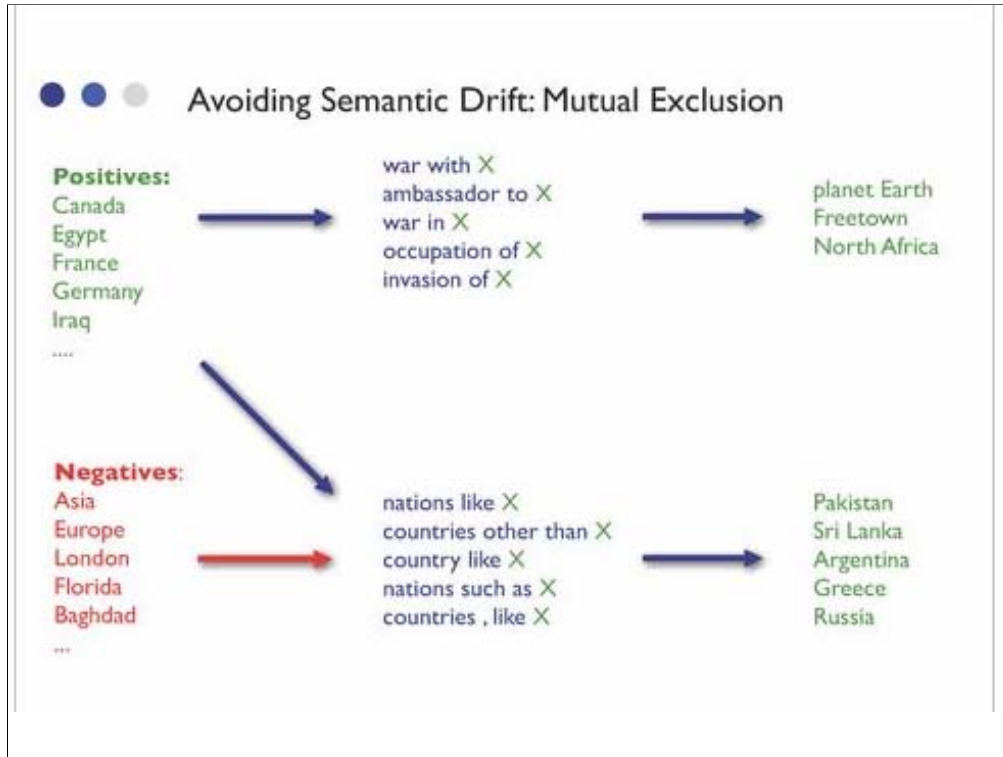 Avoiding Semantic Drift: Mutual Exclusion
Positives:
Canada
Egypt
France
Germany
Iraq
....
war with X
ambassador to X
war in X
occupation of X
invasion of X
planet Earth
Freetown
North Africa
Negatives:
Asia
Europe
London
Florida
Baghdad
...
nations like X
countries other than X
country like X
nations such as X
countries , like X
Pakistan
Sri Lanka
Argentina
Greece
Russia